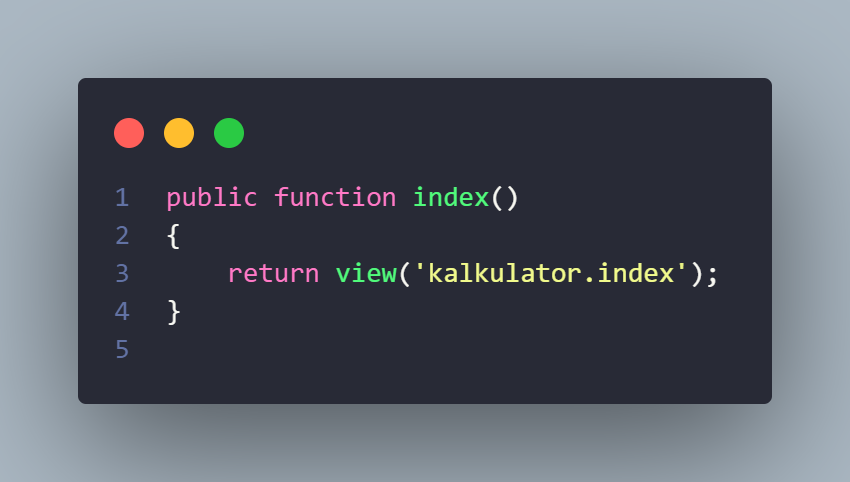 1 public function index()
2 {
3     return view('kalkulator.index');
4 }
5